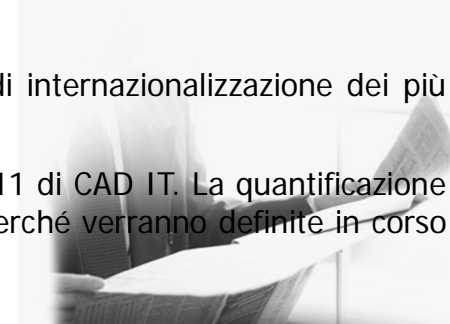 di internazionalizzazione dei più
11 di CAD IT. La quantificazione
erché verranno definite in corso